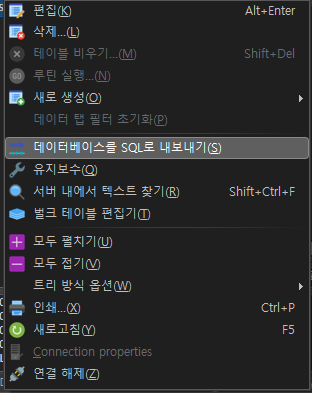 편집(K) Alt+Enter
삭제...(L)
테이블 비우기...(M) Shift+Del
루틴 실행...(N)
새로 생성(O)
데이터 탭 필터 초기화(P)
데이터베이스를 SQL로 내보내기(S)
유지보수(Q)
서버 내에서 텍스트 찾기(R) Shift+Ctrl+F
벌크 테이블 편집기(T)
모두 펼치기(U)
모두 접기(V)
트리 방식 옵션(W)
인쇄...(X) Ctrl+P
새로고침(Y) F5
Connection properties
연결 해제(Z)